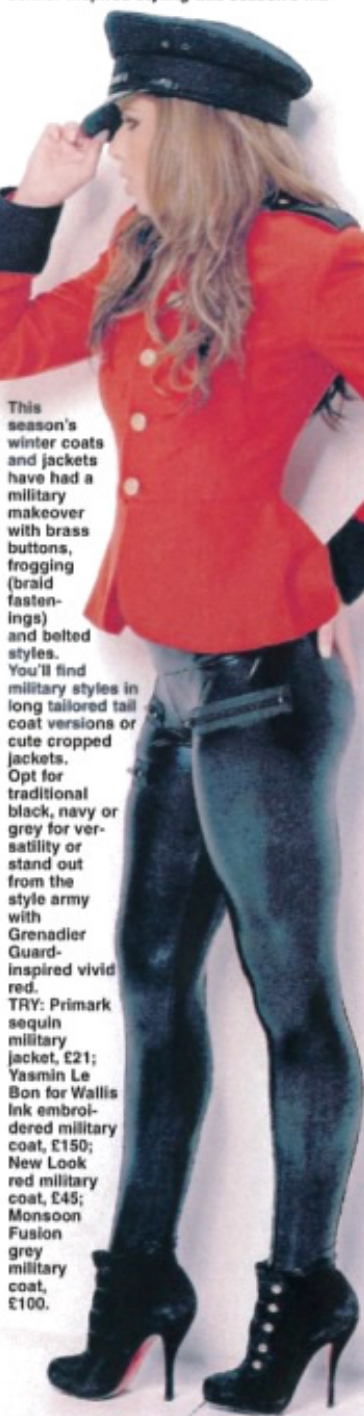 This
season's
winter coats
and jackets
have had a
military
makeover
with brass
buttons,
frogging
(braid
fasten-
ings)
and belted
styles.
You'll find
military styles in
long tailored tail
coat versions or
cute cropped
jackets.
Opt for
traditional
black, navy or
grey for ver-
satility or
stand out
from the
style army
with
Grenadier
Guard-
inspired vivid
red.
TRY: Primark
sequin
military
jacket, £21;
Yasmin Le
Bon for Wallis
Ink embroi-
dered military
coat, £150;
New Look
red military
coat, £45;
Monsoon
Fusion
grey
military
coat,
£100.